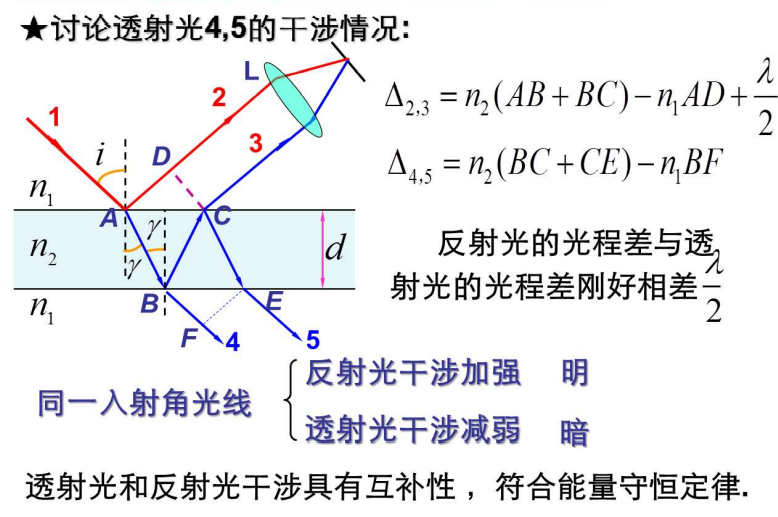 ★讨论透射光4,5的干涉情况:
L
2
1
3
i
D
n₁
A
C
γ
n₂
γ
d
n₁
B
E
F
4
5
Δ₂,₃ = n₂(AB + BC) − n₁AD + λ/2
Δ₄,₅ = n₂(BC + CE) − n₁BF
反射光的光程差与透
射光的光程差刚好相差 λ/2
同一入射角光线
反射光干涉加强 明
透射光干涉减弱 暗
透射光和反射光干涉具有互补性 ，符合能量守恒定律.